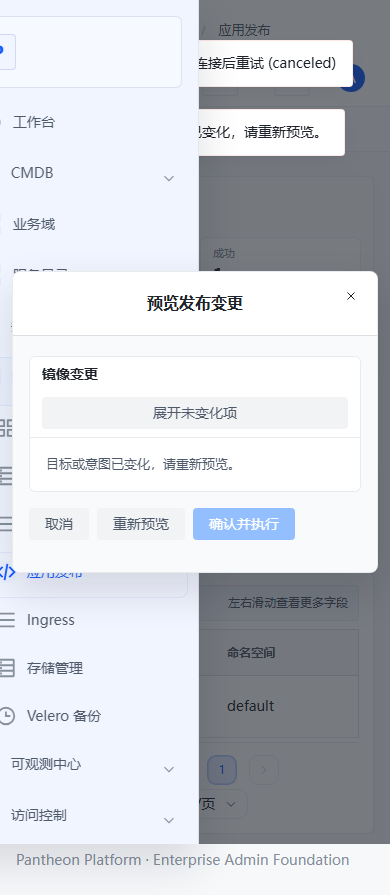 / 应用发布
连接后重试 (canceled)
工作台
已变化，请重新预览。
CMDB
业务域
成功
预览发布变更
镜像变更
展开未变化项
目标或意图已变化，请重新预览。
取消
重新预览
确认并执行
应用发布
左右滑动查看更多字段
Ingress
命名空间
存储管理
default
Velero 备份
可观测中心
1
/页
访问控制
Pantheon Platform · Enterprise Admin Foundation